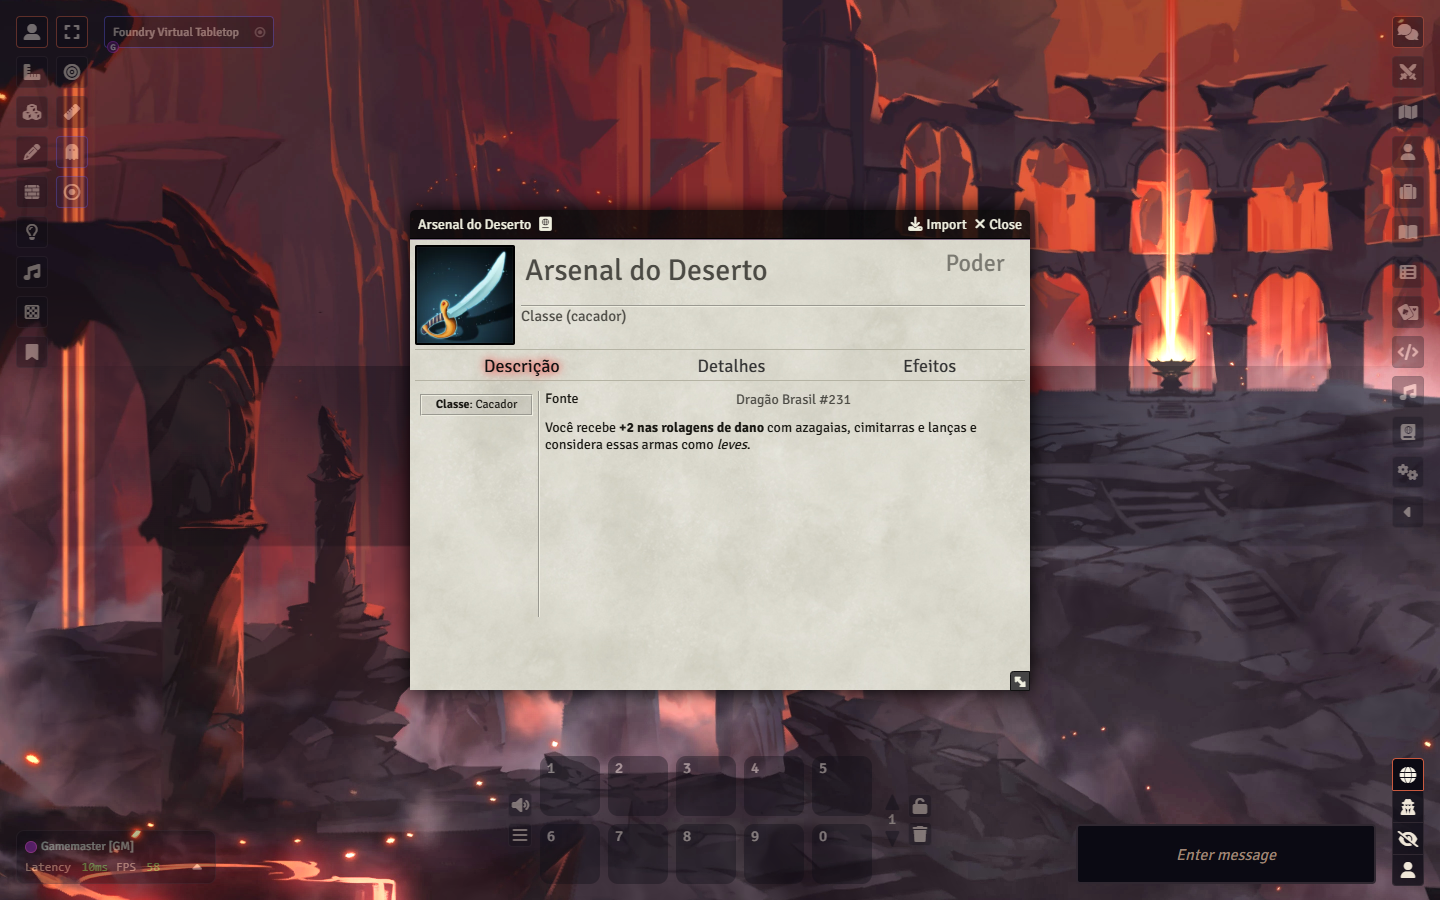 Foundry Virtual Tabletop
G
Arsenal do Deserto
Import
Close
Arsenal do Deserto
Poder
Classe (cacador)
Descrição
Detalhes
Efeitos
Classe: Cacador
Fonte
Dragão Brasil #231
Você recebe +2 nas rolagens de dano com azagaias, cimitarras e lanças e
considera essas armas como leves.
1
2
3
4
5
1
6
7
8
9
0
Gamemaster [GM]
Latency 10ms FPS 58
Enter message